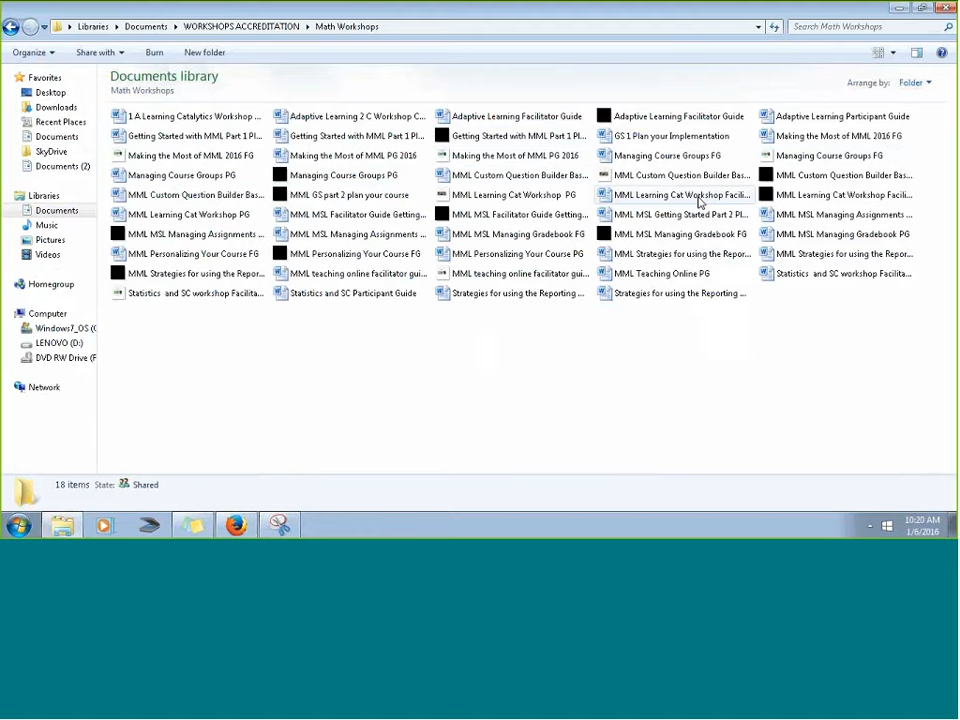 Libraries Documents WORKSHOPS ACCREDITATION Math Workshops Search Math Workshops
Organize Share with Burn New folder
Favorites
Desktop
Downloads
Recent Places
Documents
SkyDrive
Documents (2)
Libraries
Documents
Music
Pictures
Videos
Homegroup
Computer
Windows7_OS (C
LENOVO (D:)
DVD RW Drive (F
Network
Documents library
Math Workshops
Arrange by: Folder
1 A Learning Catalytics Workshop ... Adaptive Learning 2 C Workshop C... Adaptive Learning Facilitator Guide Adaptive Learning Facilitator Guide Adaptive Learning Participant Guide
Getting Started with MML Part 1 Pl... Getting Started with MML Part 1 Pl... Getting Started with MML Part 1 Pl... GS 1 Plan your Implementation Making the Most of MML 2016 FG
Making the Most of MML 2016 FG Making the Most of MML PG 2016 Making the Most of MML PG 2016 Managing Course Groups FG Managing Course Groups FG
Managing Course Groups PG Managing Course Groups PG MML Custom Question Builder Bas... MML Custom Question Builder Bas... MML Custom Question Builder Bas...
MML Custom Question Builder Bas... MML GS part 2 plan your course MML Learning Cat Workshop PG MML Learning Cat Workshop Facili... MML Learning Cat Workshop Facili...
MML Learning Cat Workshop PG MML MSL Facilitator Guide Getting... MML MSL Facilitator Guide Getting... MML MSL Getting Started Part 2 Pl... MML MSL Managing Assignments ...
MML MSL Managing Assignments ... MML MSL Managing Assignments ... MML MSL Managing Gradebook FG MML MSL Managing Gradebook FG MML MSL Managing Gradebook PG
MML Personalizing Your Course FG MML Personalizing Your Course FG MML Personalizing Your Course PG MML Strategies for using the Repor... MML Strategies for using the Repor...
MML Strategies for using the Repor... MML teaching online facilitator gui... MML teaching online facilitator gui... MML Teaching Online PG Statistics and SC workshop Facilita...
Statistics and SC workshop Facilita... Statistics and SC Participant Guide Strategies for using the Reporting ... Strategies for using the Reporting ...
18 items State: Shared
10:20 AM
1/6/2016